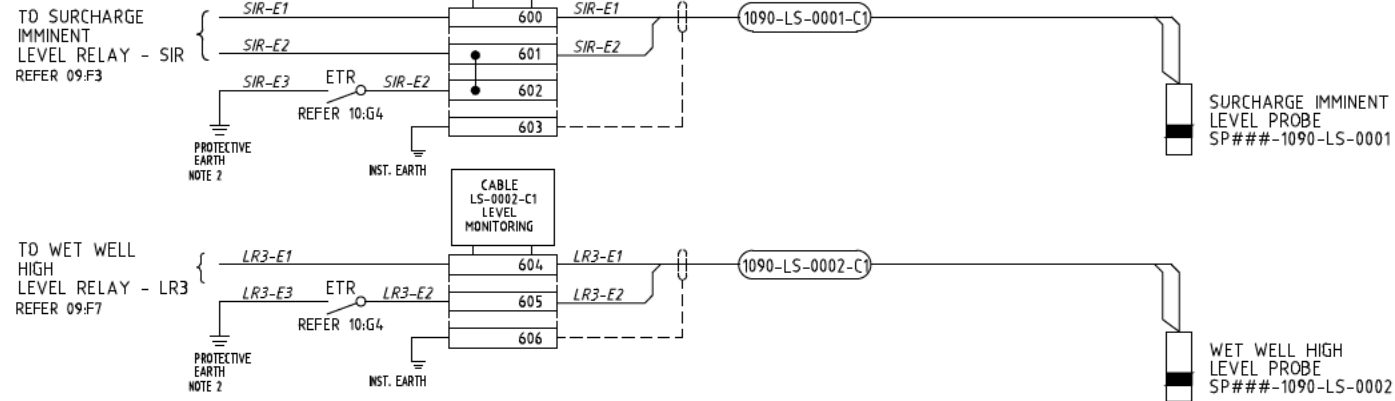 TO SURCHARGE
IMMINENT
LEVEL RELAY - SIR
REFER 09:F3
SIR-E1
SIR-E2
SIR-E3
ETR
SIR-E2
REFER 10:G4
PROTECTIVE
EARTH
NOTE 2
INST. EARTH
600
601
602
603
SIR-E1
SIR-E2
1090-LS-0001-C1
SURCHARGE IMMINENT
LEVEL PROBE
SP###-1090-LS-0001
CABLE
LS-0002-C1
LEVEL
MONITORING
TO WET WELL
HIGH
LEVEL RELAY - LR3
REFER 09:F7
LR3-E1
LR3-E3
ETR
LR3-E2
REFER 10:G4
PROTECTIVE
EARTH
NOTE 2
INST. EARTH
604
605
606
LR3-E1
LR3-E2
1090-LS-0002-C1
WET WELL HIGH
LEVEL PROBE
SP###-1090-LS-0002